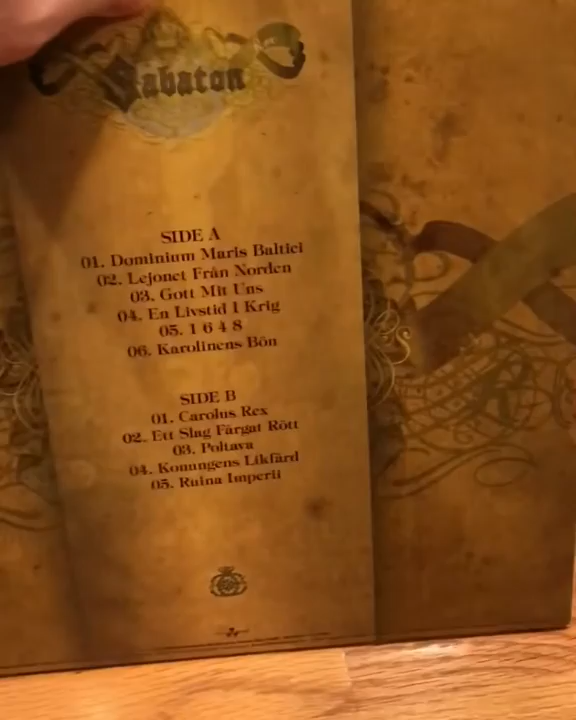 Sabaton
SIDE A
01. Dominium Maris Baltici
02. Lejonet Från Norden
03. Gott Mit Uns
04. En Livstid I Krig
05. 1 6 4 8
06. Karolinens Bön
SIDE B
01. Carolus Rex
02. Ett Slag Färgat Rött
03. Poltava
04. Konungens Likfärd
05. Ruina Imperii